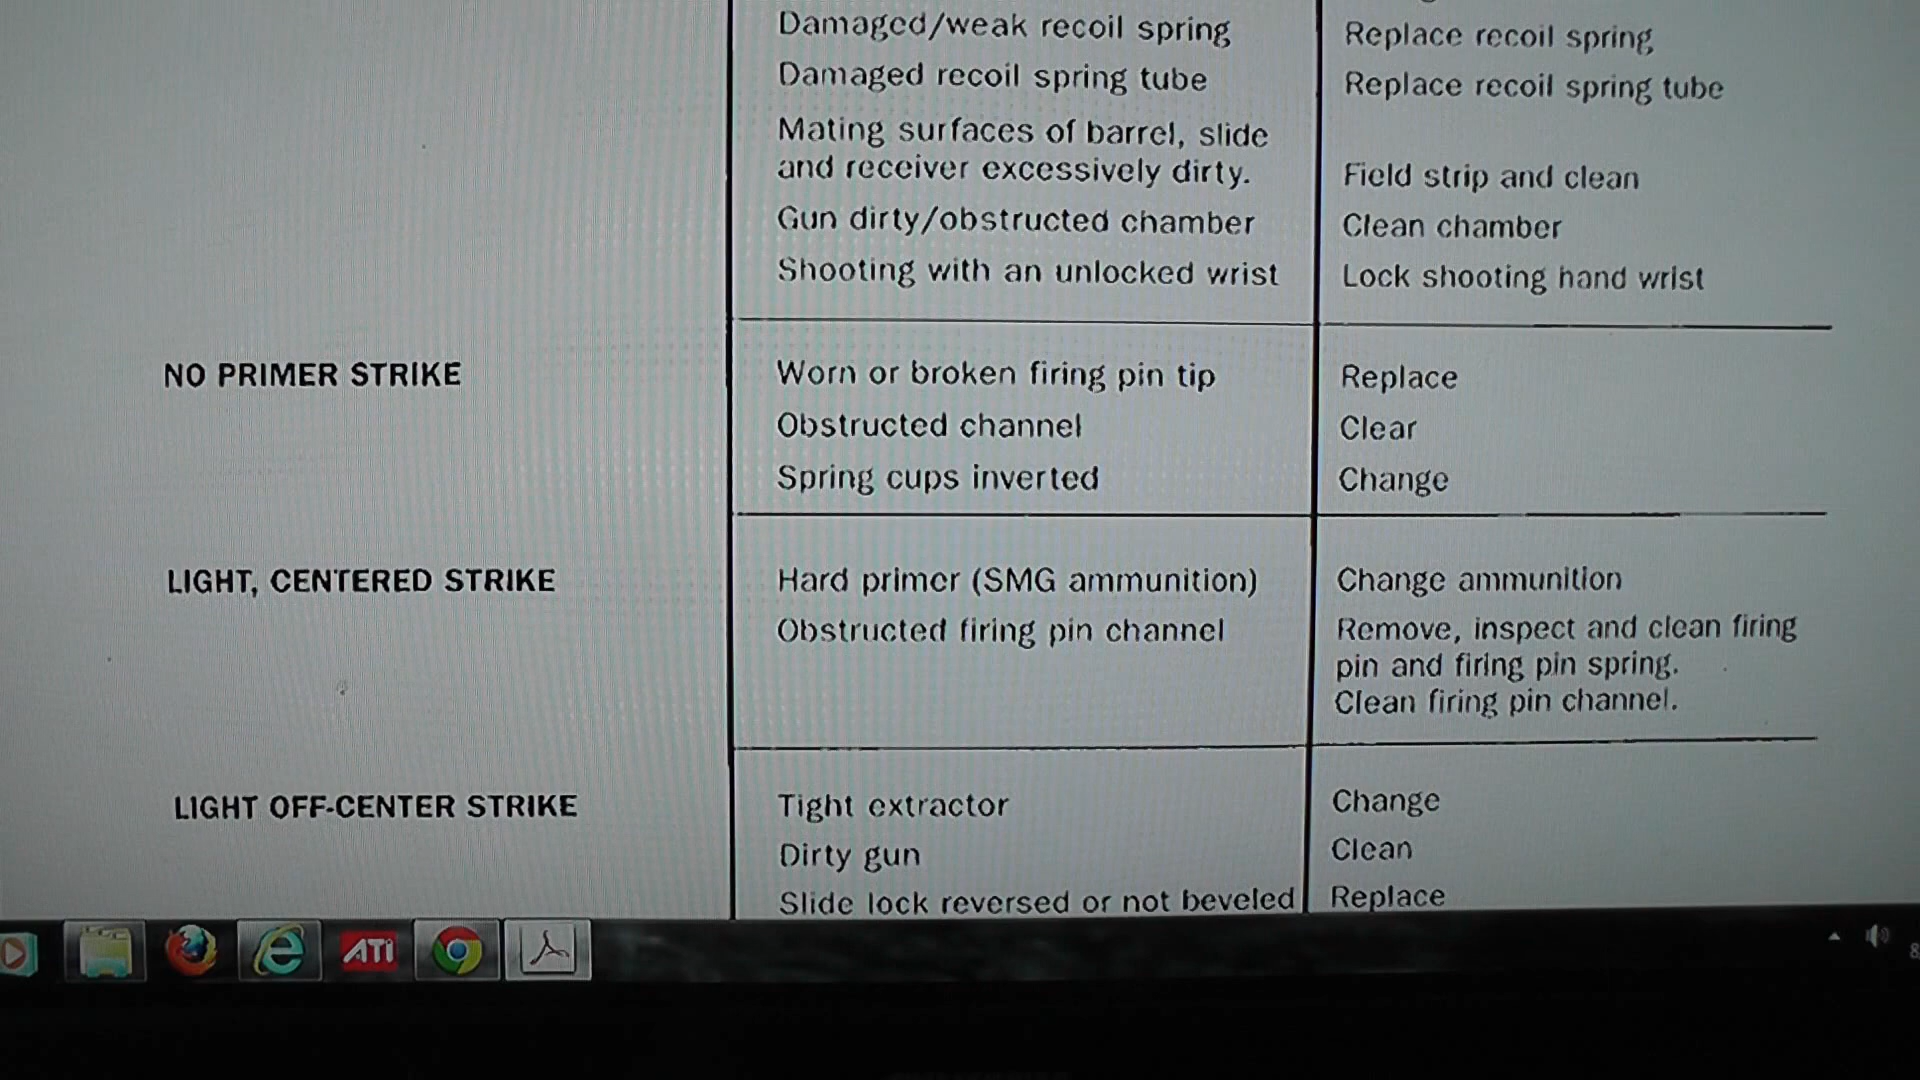 Damaged/weak recoil spring
Replace recoil spring
Damaged recoil spring tube
Replace recoil spring tube
Mating surfaces of barrel, slide
and receiver excessively dirty.
Field strip and clean
Gun dirty/obstructed chamber
Clean chamber
Shooting with an unlocked wrist
Lock shooting hand wrist
NO PRIMER STRIKE
Worn or broken firing pin tip
Replace
Obstructed channel
Clear
Spring cups inverted
Change
LIGHT, CENTERED STRIKE
Hard primer (SMG ammunition)
Change ammunition
Obstructed firing pin channel
Remove, inspect and clean firing
pin and firing pin spring.
Clean firing pin channel.
LIGHT OFF-CENTER STRIKE
Tight extractor
Change
Dirty gun
Clean
Slide lock reversed or not beveled
Replace
ATI